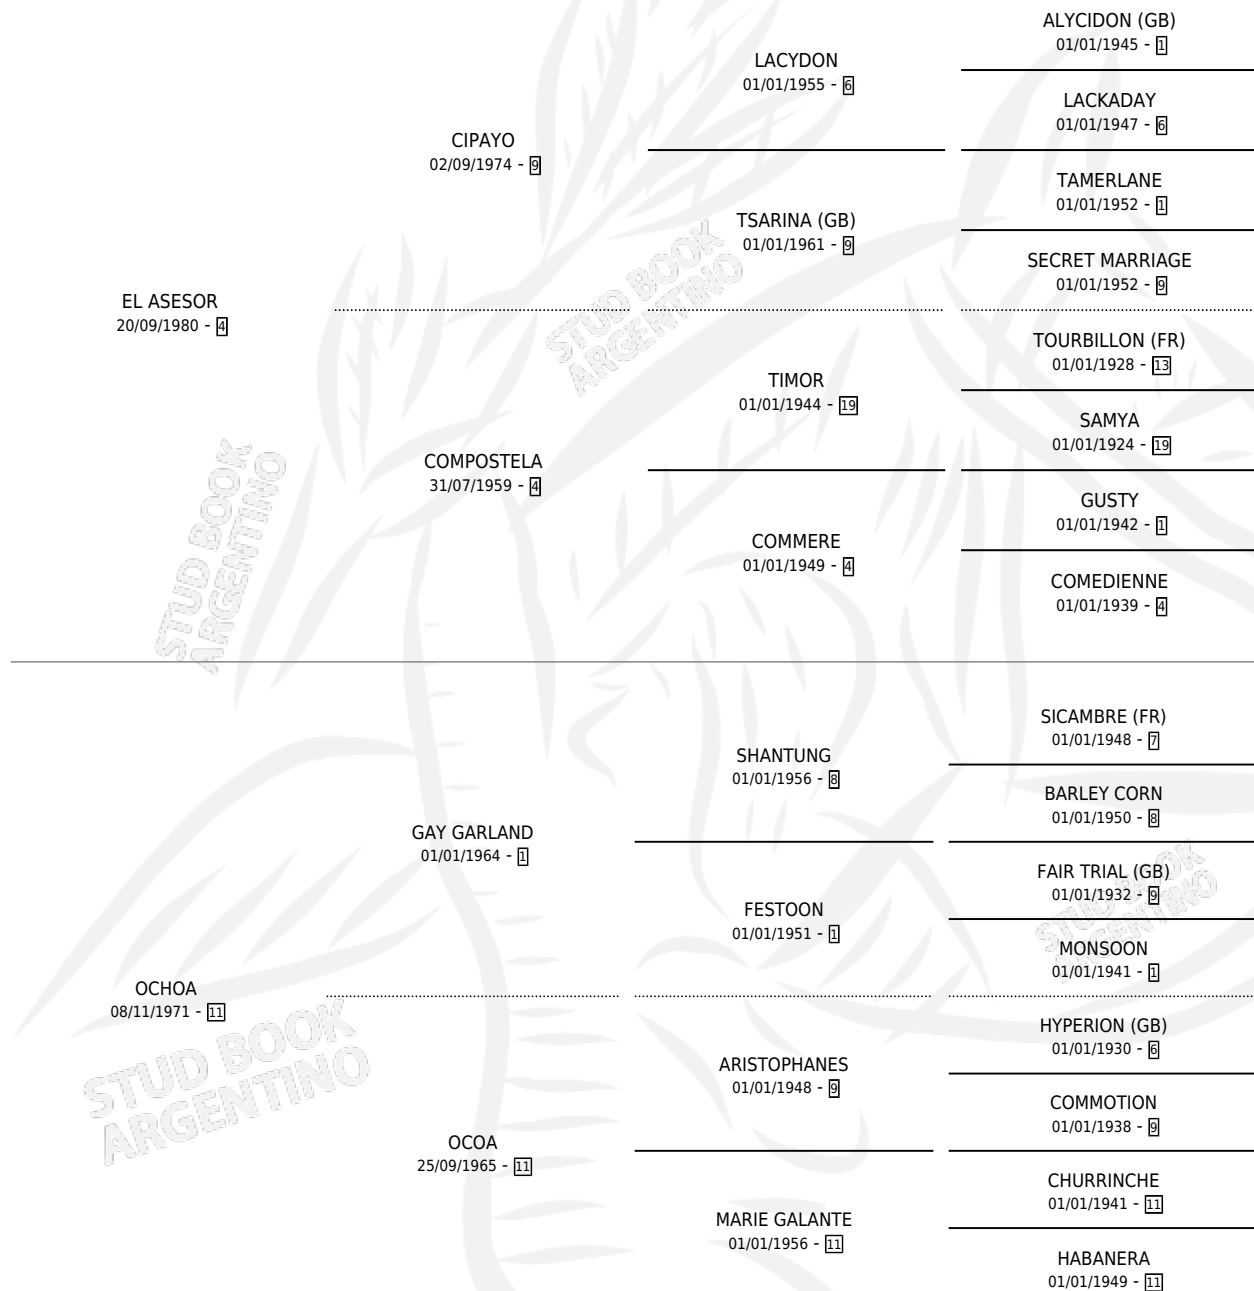 ALYCIDON (GB)
01/01/1945 - 1
LACYDON
01/01/1955 - 6
LACKADAY
01/01/1947 - 6
CIPAYO
02/09/1974 - 9
TAMERLANE
01/01/1952 - 1
TSARINA (GB)
01/01/1961 - 9
SECRET MARRIAGE
01/01/1952 - 9
EL ASESOR
20/09/1980 - 4
TOURBILLON (FR)
01/01/1928 - 13
TIMOR
01/01/1944 - 19
SAMYA
01/01/1924 - 19
COMPOSTELA
31/07/1959 - 4
GUSTY
01/01/1942 - 1
COMMERE
01/01/1949 - 4
COMEDIENNE
01/01/1939 - 4
STUD BOOK
ARGENTINO
STUD BOOK
ARGENTINO
SICAMBRE (FR)
01/01/1948 - 7
SHANTUNG
01/01/1956 - 8
BARLEY CORN
01/01/1950 - 8
GAY GARLAND
01/01/1964 - 1
FAIR TRIAL (GB)
01/01/1932 - 9
FESTOON
01/01/1951 - 1
MONSOON
01/01/1941 - 1
STUD BOOK
ARGENTINO
OCHOA
08/11/1971 - 11
HYPERION (GB)
01/01/1930 - 6
ARISTOPHANES
01/01/1948 - 9
COMMOTION
01/01/1938 - 9
STUD BOOK
ARGENTINO
OCOA
25/09/1965 - 11
CHURRINCHE
01/01/1941 - 11
MARIE GALANTE
01/01/1956 - 11
HABANERA
01/01/1949 - 11